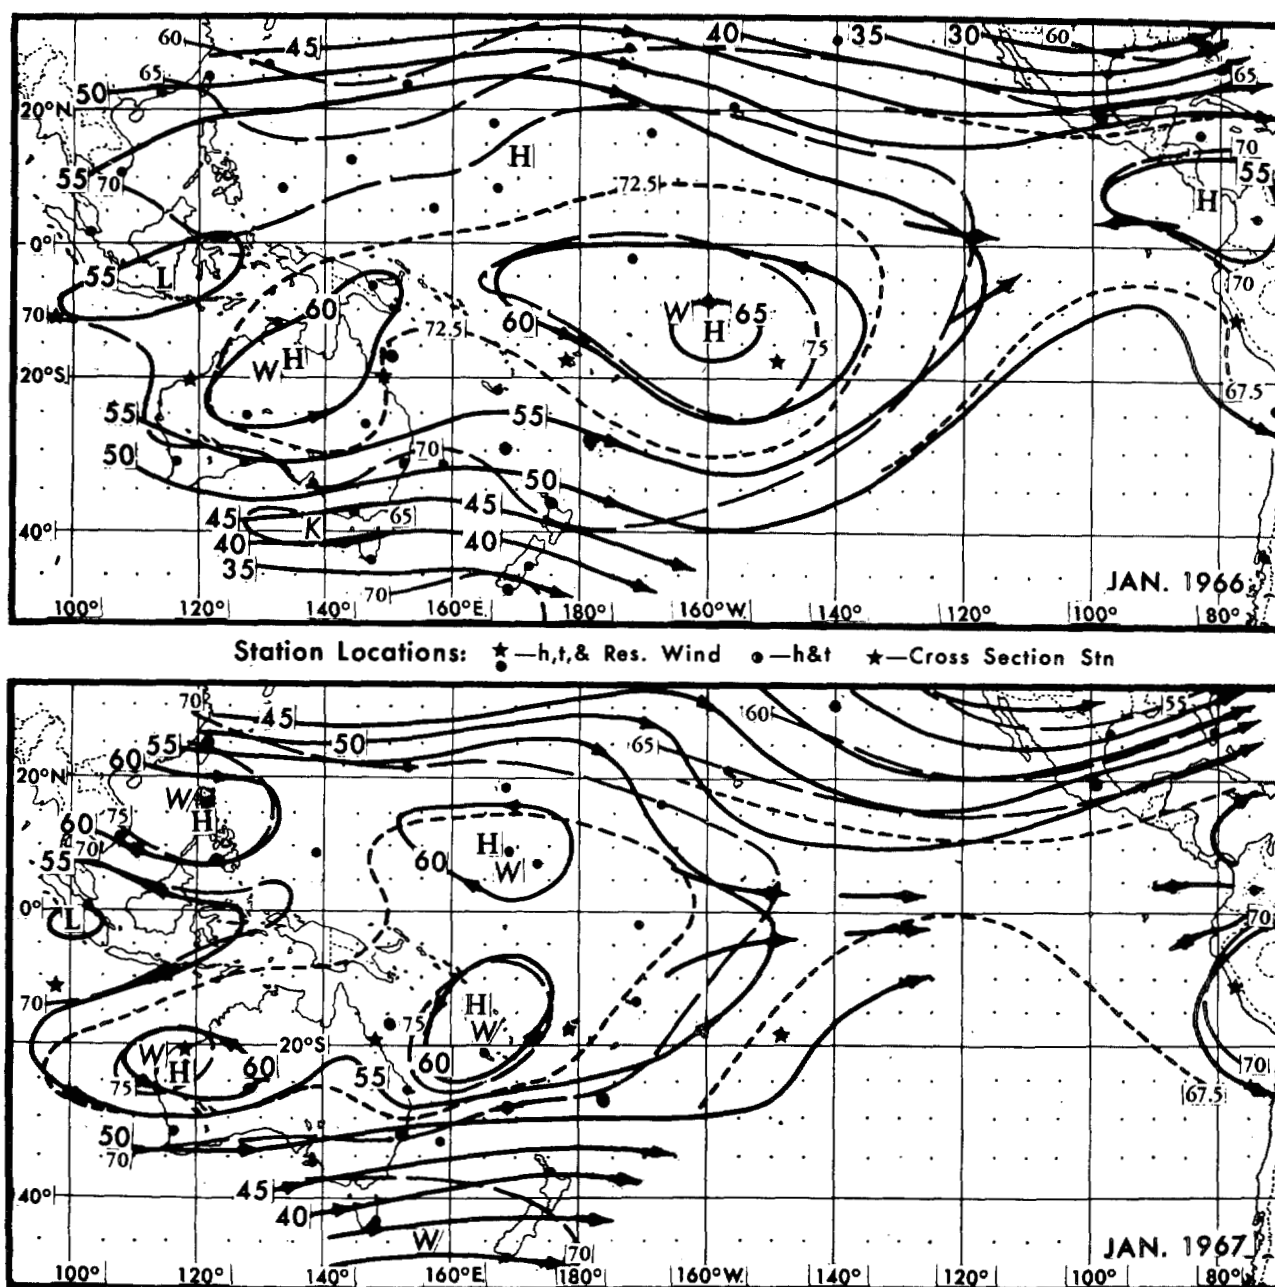 60 45 40 35 30 60
65 65
50
20°N
H 70
55 70 72.5 55
H
0°
55 L
60 W H 65 70
70 60
72.5
W H 75
20°S
67.5
55 55
50 70
50
45 45
K 65
40°
40 40
35
70 JAN. 1966
100° 120° 140° 160°E. 180° 160°W. 140° 120° 100° 80°
Station Locations: ★—h,t,& Res. Wind ●—h&t ★—Cross Section Stn
70 45 60 55
55 50 65
60
20°N
W
75 H
60 H
70 60
55 W
0°
L 70
H
70 75 W
20°S
W 60 60
H 55
75 70
67.5
50
70
45
40°
40
W 70 JAN. 1967
100° 120° 140° 160°E 180° 160°W. 140° 120° 100° 80°